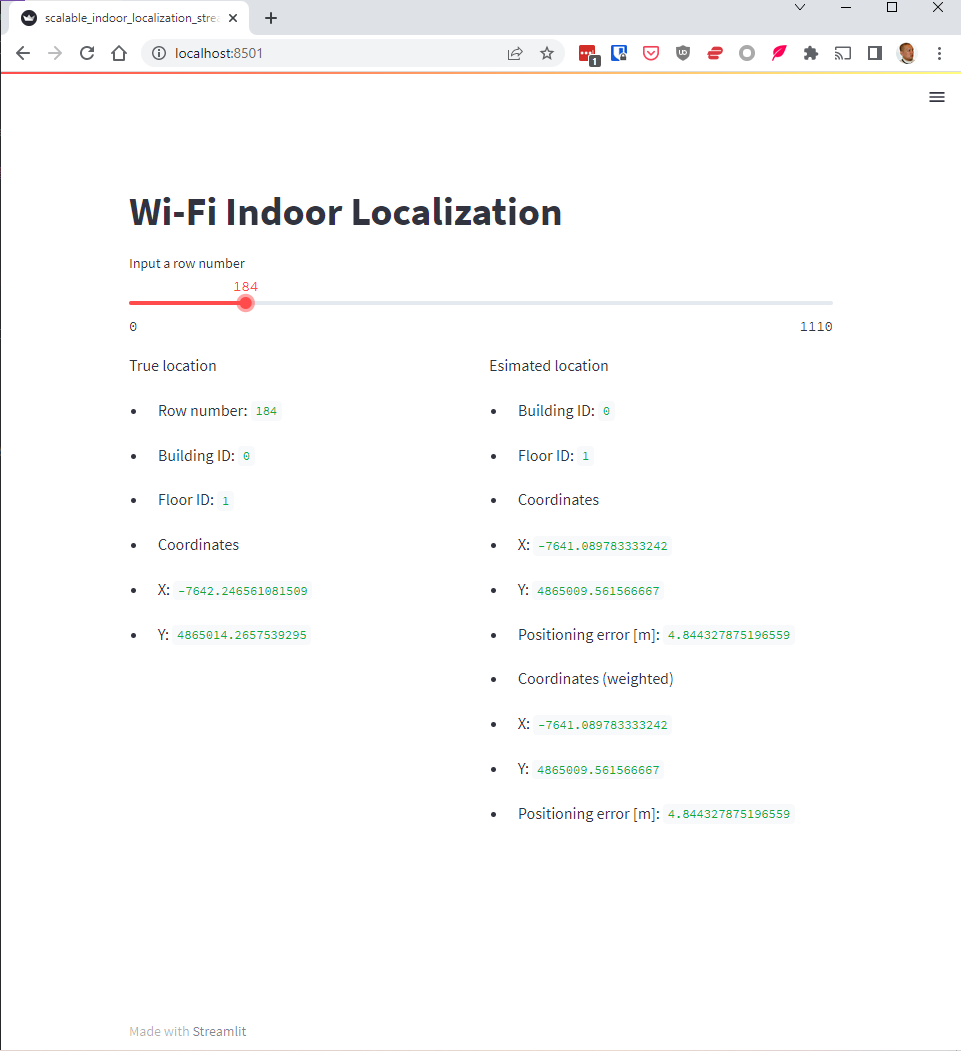 scalable_indoor_localization_strea
localhost:8501
1
Wi-Fi Indoor Localization
Input a row number
184
0
1110
True location
• Row number: 184
• Building ID: 0
• Floor ID: 1
• Coordinates
• X: -7642.246561081509
• Y: 4865014.2657539295
Esimated location
• Building ID: 0
• Floor ID: 1
• Coordinates
• X: -7641.089783333242
• Y: 4865009.561566667
• Positioning error [m]: 4.844327875196559
• Coordinates (weighted)
• X: -7641.089783333242
• Y: 4865009.561566667
• Positioning error [m]: 4.844327875196559
Made with Streamlit